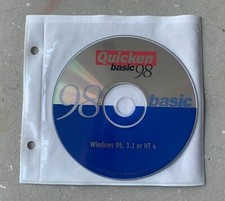 Quicken
basic 98
98 basic
Windows 95, 3.1 or NT 4